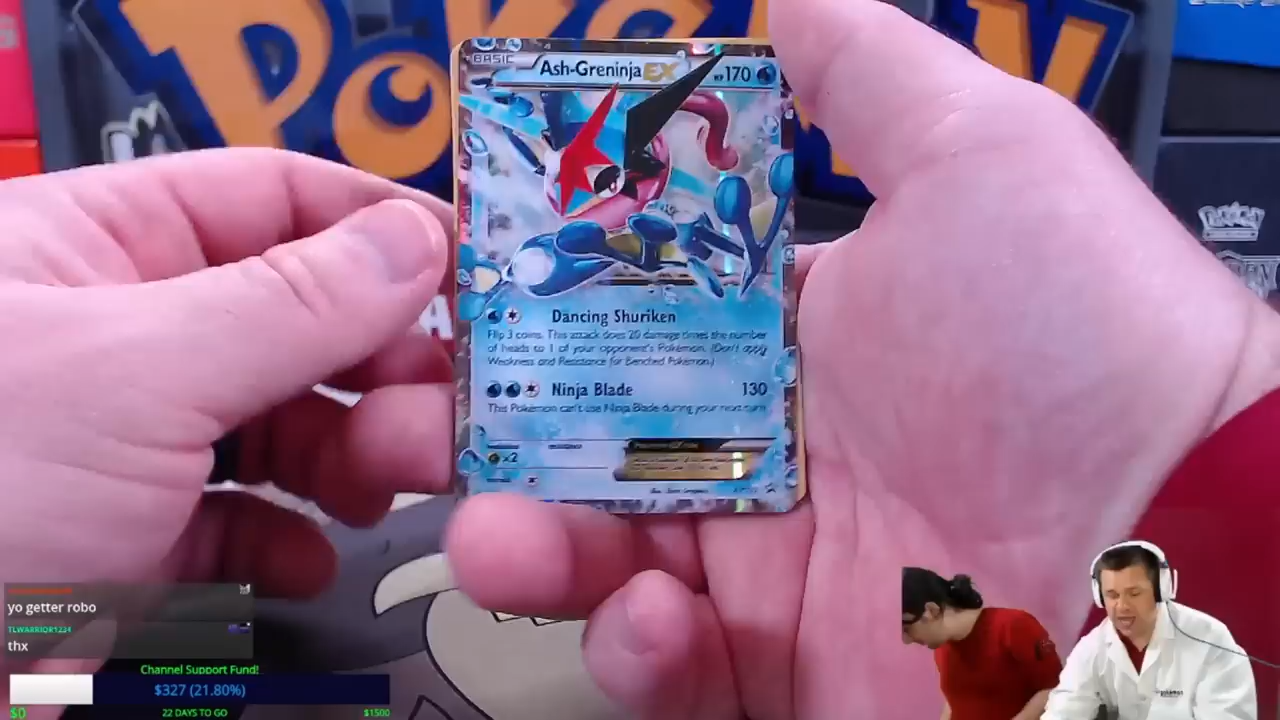 POKéMON
BASIC
Ash-Greninja EX
HP170
Dancing Shuriken
Flip 3 coins. This attack does 20 damage times the number
of heads to 1 of your opponent's Pokémon. (Don't apply
Weakness and Resistance for Benched Pokémon.)
Ninja Blade 130
This Pokémon can't use Ninja Blade during your next turn.
×2
yo getter robo
TLWARRIOR1224
thx
Channel Support Fund!
$327 (21.80%)
$0
22 DAYS TO GO
$1500